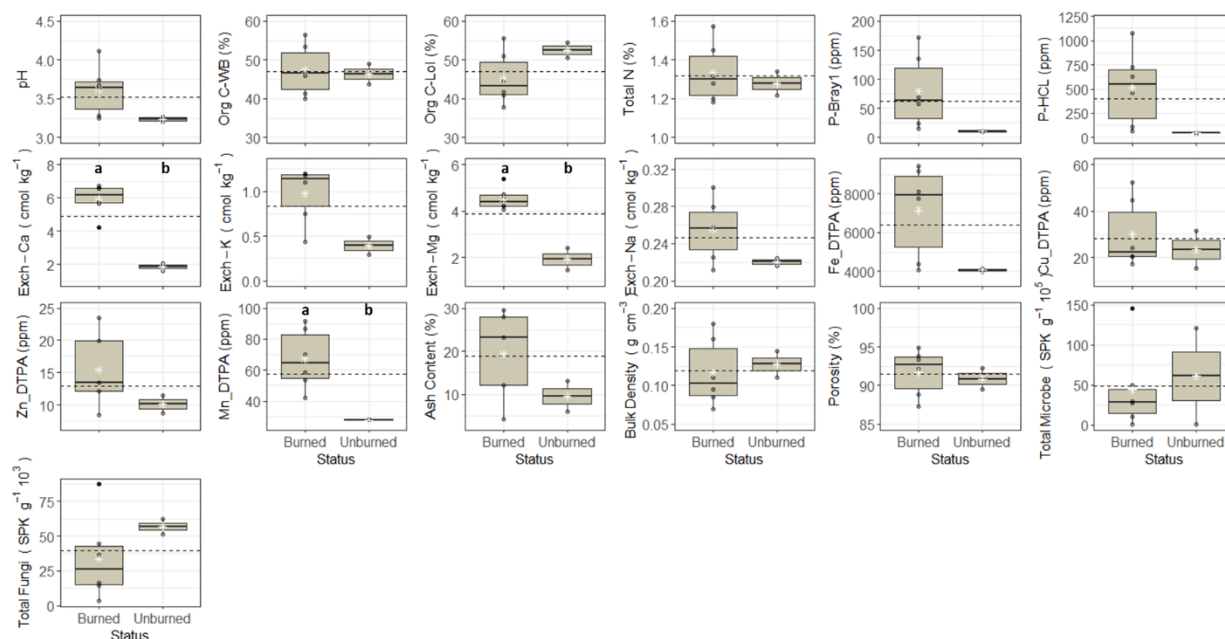 pH
4.5
4.0
3.5
3.0
Org C-WB (%)
60
50
40
30
Org C-LoI (%)
60
50
40
30
Total N (%)
1.6
1.4
1.2
1.0
P-Bray1 (ppm)
200
150
100
50
0
P-HCL (ppm)
1250
1000
750
500
250
0
Exch−Ca ( cmol kg−1)
8
6
4
2
0
a b
Exch−K ( cmol kg−1)
1.0
0.5
0.0
Exch−Mg ( cmol kg−1)
6
4
2
a b
Exch−Na ( cmol kg−1)
0.32
0.28
0.24
0.20
Fe_DTPA (ppm)
8000
6000
4000
Cu_DTPA (ppm)
60
40
20
Zn_DTPA (ppm)
25
20
15
10
Mn_DTPA (ppm)
100
80
60
40
a b
Burned Unburned
Status
Ash Content (%)
30
20
10
Burned Unburned
Status
Bulk Density ( g cm−3)
0.20
0.15
0.10
0.05
Burned Unburned
Status
Porosity (%)
95
90
85
Burned Unburned
Status
Total Microbe ( SPK g−1 105)
150
100
50
0
Burned Unburned
Status
Total Fungi ( SPK g−1 103)
75
50
25
0
Burned Unburned
Status